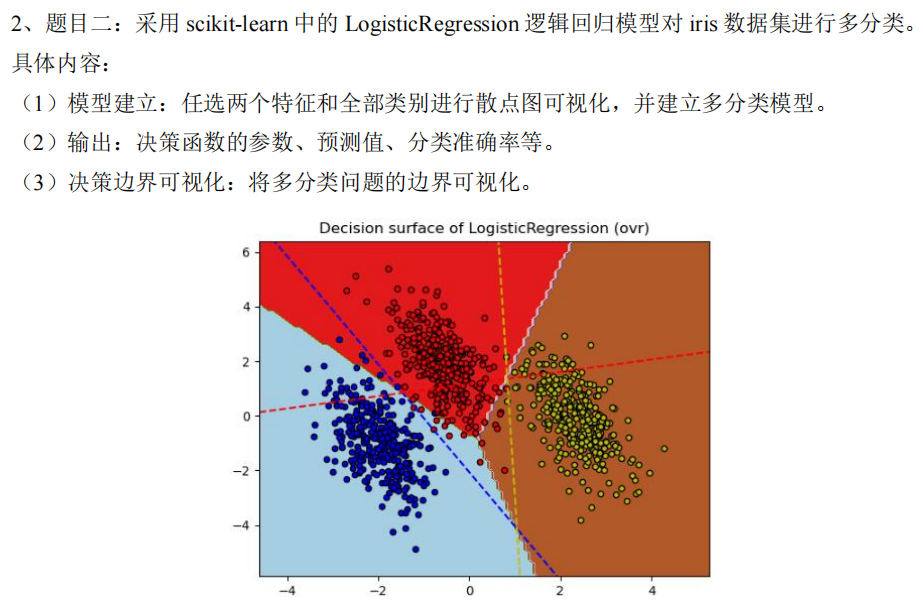 2、题目二：采用 scikit-learn 中的 LogisticRegression 逻辑回归模型对 iris 数据集进行多分类。
具体内容：
（1）模型建立：任选两个特征和全部类别进行散点图可视化，并建立多分类模型。
（2）输出：决策函数的参数、预测值、分类准确率等。
（3）决策边界可视化：将多分类问题的边界可视化。
Decision surface of LogisticRegression (ovr)
6
4
2
0
−2
−4
−4 −2 0 2 4